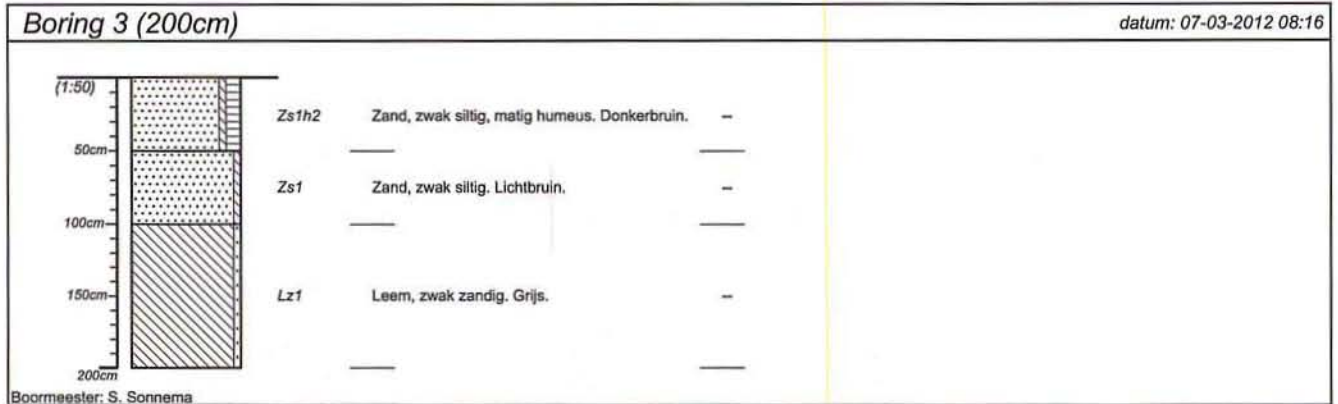 Boring 3 (200cm) datum: 07-03-2012 08:16
(1:50)
Zs1h2 Zand, zwak siltig, matig humeus. Donkerbruin. --
50cm
Zs1 Zand, zwak siltig. Lichtbruin. --
100cm
150cm Lz1 Leem, zwak zandig. Grijs. --
200cm
Boormeester: S. Sonnema